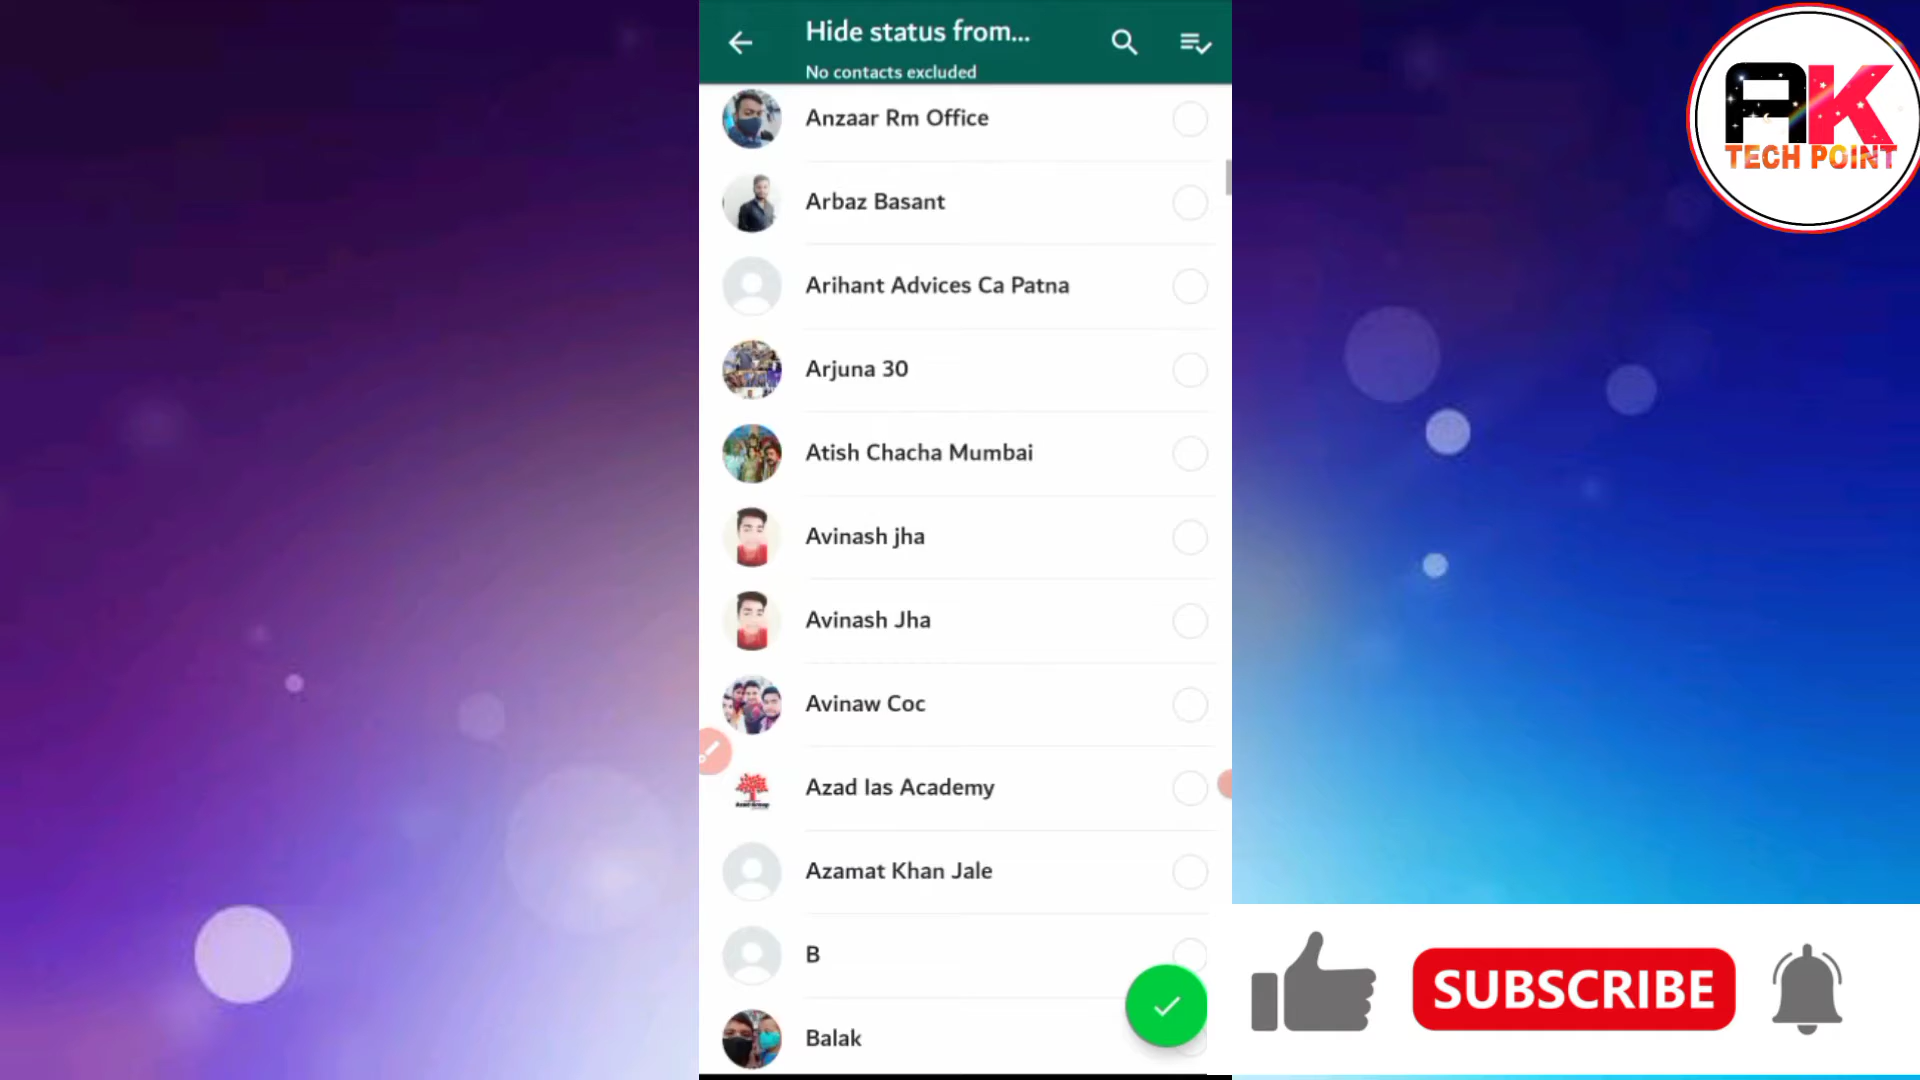 Hide status from...
No contacts excluded
Anzaar Rm Office
Arbaz Basant
Arihant Advices Ca Patna
Arjuna 30
Atish Chacha Mumbai
Avinash jha
Avinash Jha
Avinaw Coc
Azad Ias Academy
Azamat Khan Jale
B
Balak
AK
TECH POINT
SUBSCRIBE